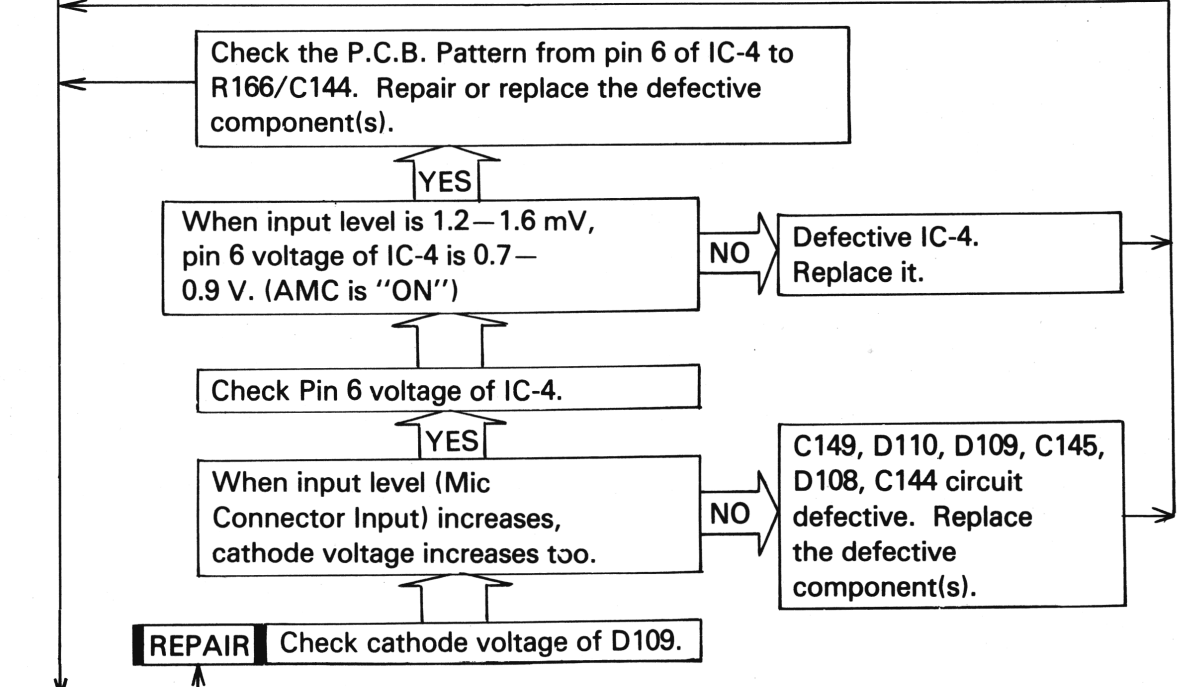 Check the P.C.B. Pattern from pin 6 of IC-4 to
R166/C144. Repair or replace the defective
component(s).
YES
When input level is 1.2—1.6 mV,
pin 6 voltage of IC-4 is 0.7—
0.9 V. (AMC is "ON")
NO
Defective IC-4.
Replace it.
Check Pin 6 voltage of IC-4.
YES
When input level (Mic
Connector Input) increases,
cathode voltage increases too.
NO
C149, D110, D109, C145,
D108, C144 circuit
defective. Replace
the defective
component(s).
REPAIR
Check cathode voltage of D109.